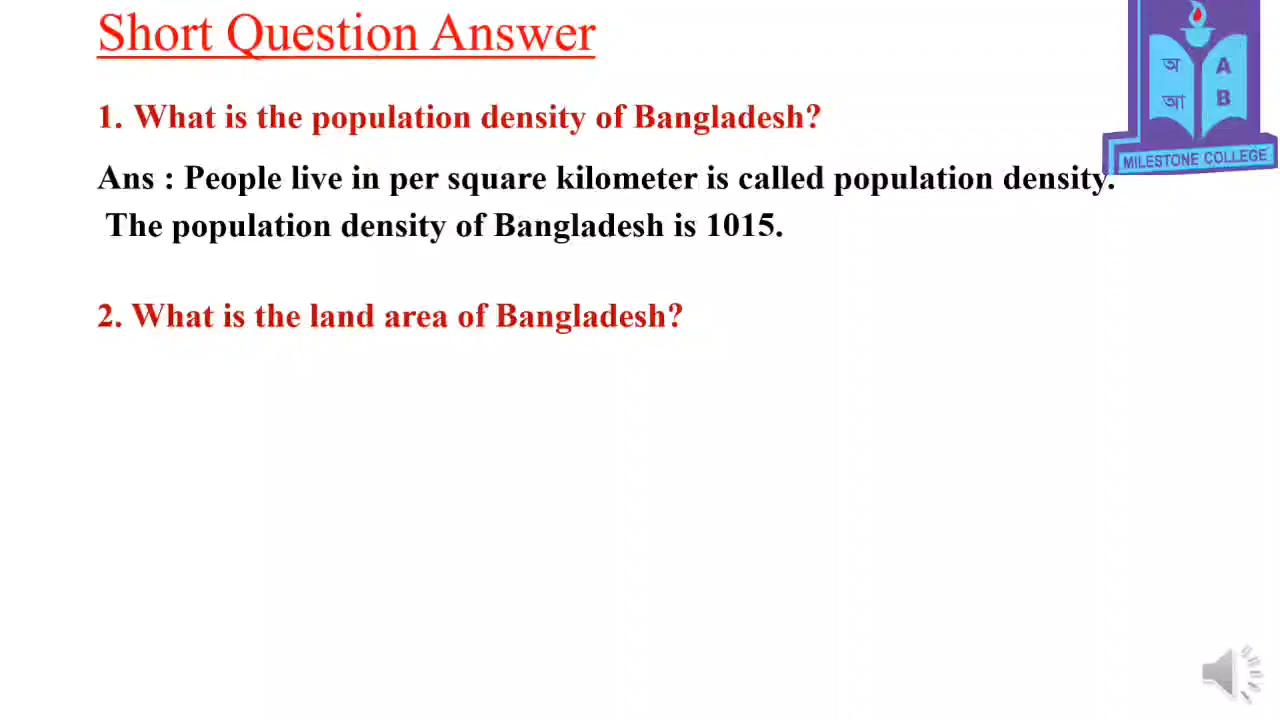 Short Question Answer
1. What is the population density of Bangladesh?
Ans : People live in per square kilometer is called population density.
The population density of Bangladesh is 1015.
2. What is the land area of Bangladesh?
অ A
আ B
MILESTONE COLLEGE